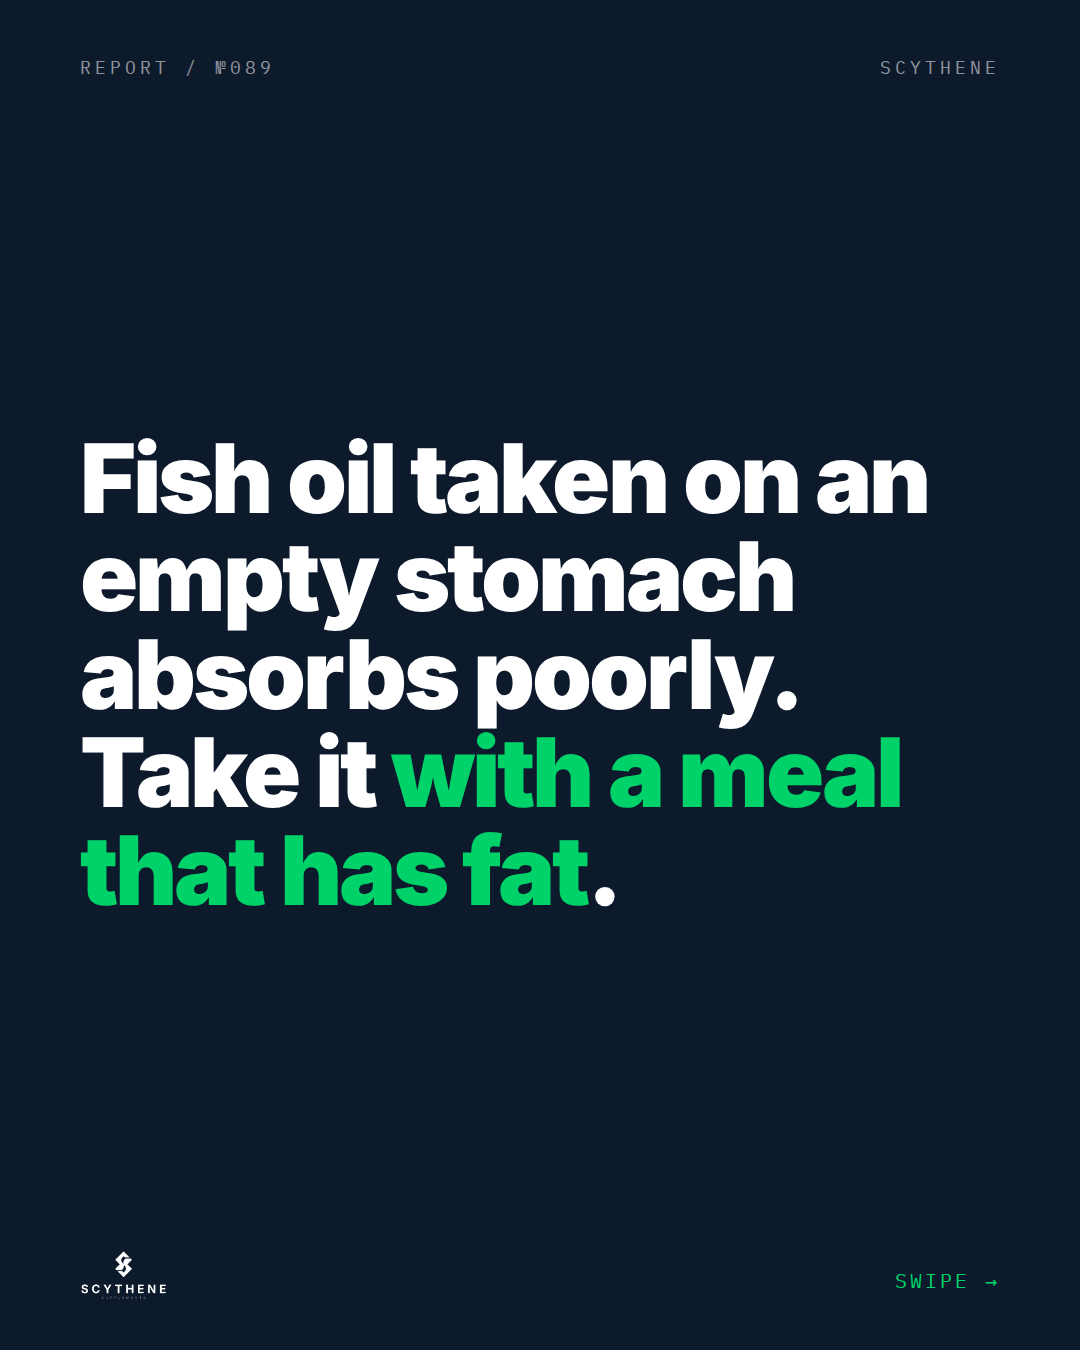 REPORT / №089
SCYTHENE
Fish oil taken on an
empty stomach
absorbs poorly.
Take it with a meal
that has fat.
SCYTHENE
SWIPE →